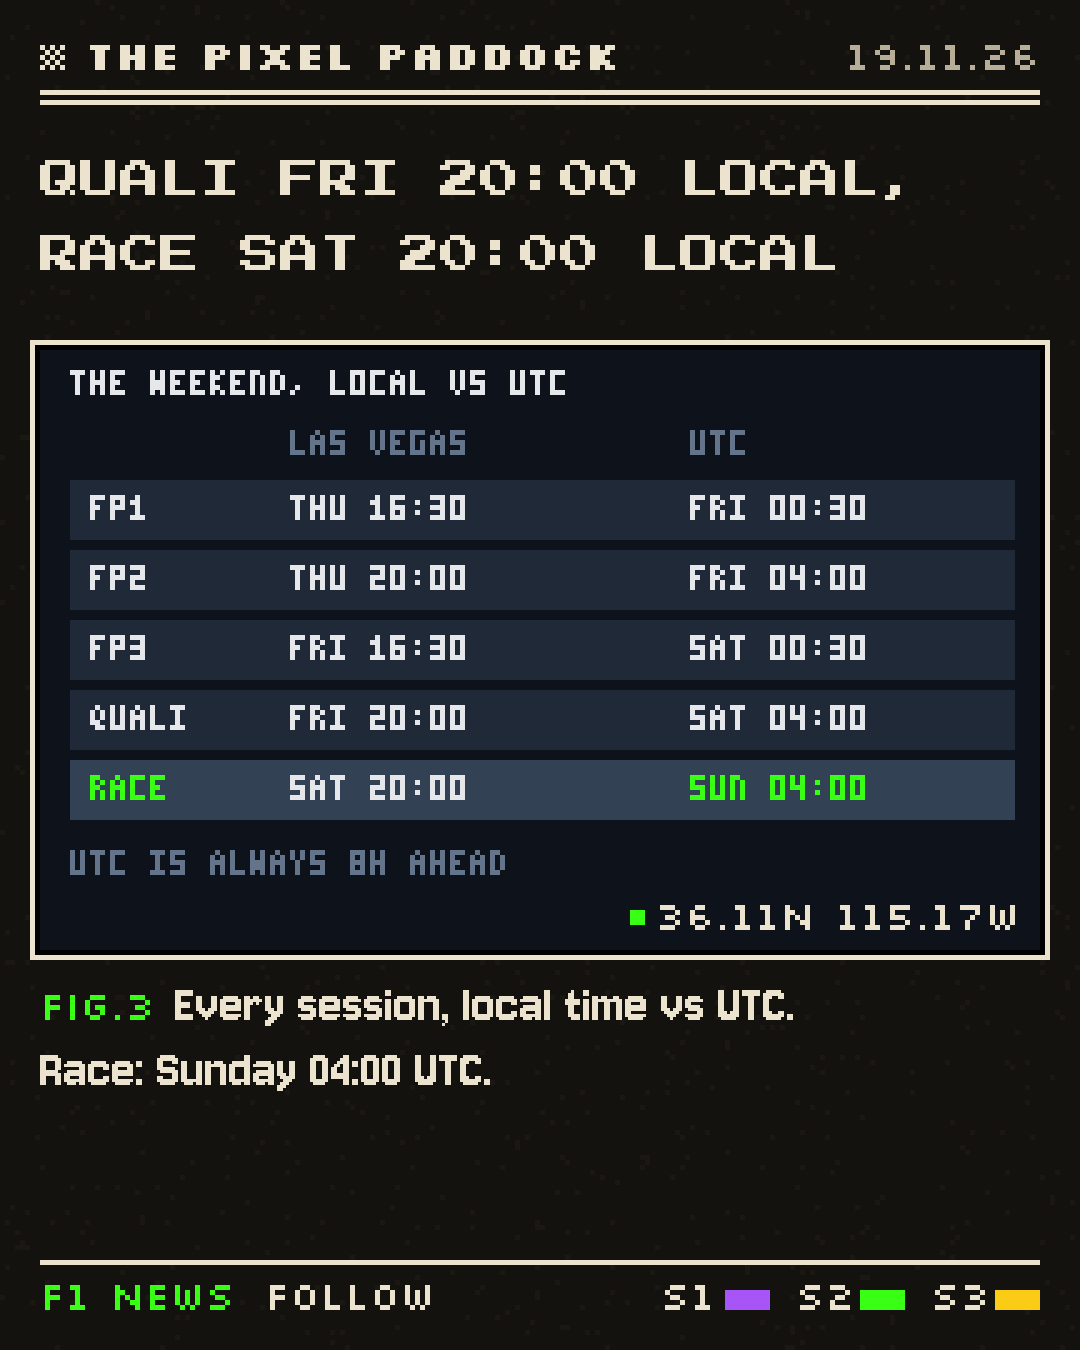 THE PIXEL PADDOCK 19.11.26
QUALI FRI 20:00 LOCAL,
RACE SAT 20:00 LOCAL
THE WEEKEND, LOCAL VS UTC
LAS VEGAS UTC
FP1 THU 16:30 FRI 00:30
FP2 THU 20:00 FRI 04:00
FP3 FRI 16:30 SAT 00:30
QUALI FRI 20:00 SAT 04:00
RACE SAT 20:00 SUN 04:00
UTC IS ALWAYS 8H AHEAD
36.11N 115.17W
FIG.3 Every session, local time vs UTC.
Race: Sunday 04:00 UTC.
F1 NEWS FOLLOW S1 S2 S3